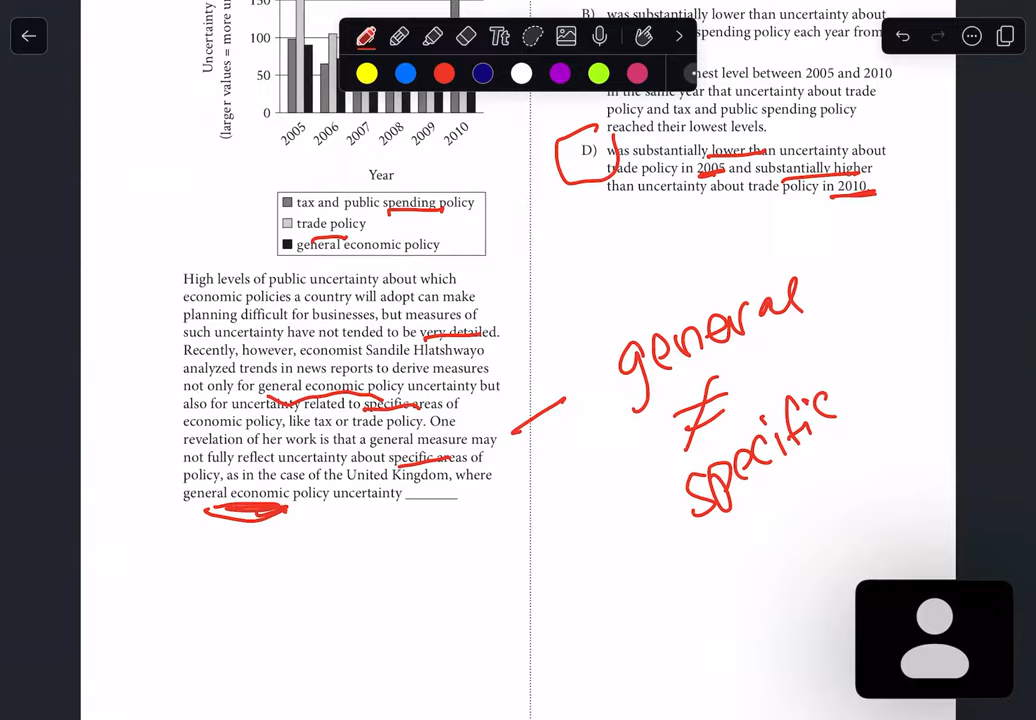 Uncertainty
(larger values = more u
150
100
50
0
2005
2006
2007
2008
2009
2010
Year
tax and public spending policy
trade policy
general economic policy
High levels of public uncertainty about which
economic policies a country will adopt can make
planning difficult for businesses, but measures of
such uncertainty have not tended to be very detailed.
Recently, however, economist Sandile Hlatshwayo
analyzed trends in news reports to derive measures
not only for general economic policy uncertainty but
also for uncertainty related to specific areas of
economic policy, like tax or trade policy. One
revelation of her work is that a general measure may
not fully reflect uncertainty about specific areas of
policy, as in the case of the United Kingdom, where
general economic policy uncertainty ________
Tt
B) was substantially lower than uncertainty about
spending policy each year from
hest level between 2005 and 2010
in the same year that uncertainty about trade
policy and tax and public spending policy
reached their lowest levels.
D) was substantially lower than uncertainty about
trade policy in 2005 and substantially higher
than uncertainty about trade policy in 2010.
general
≠
specific